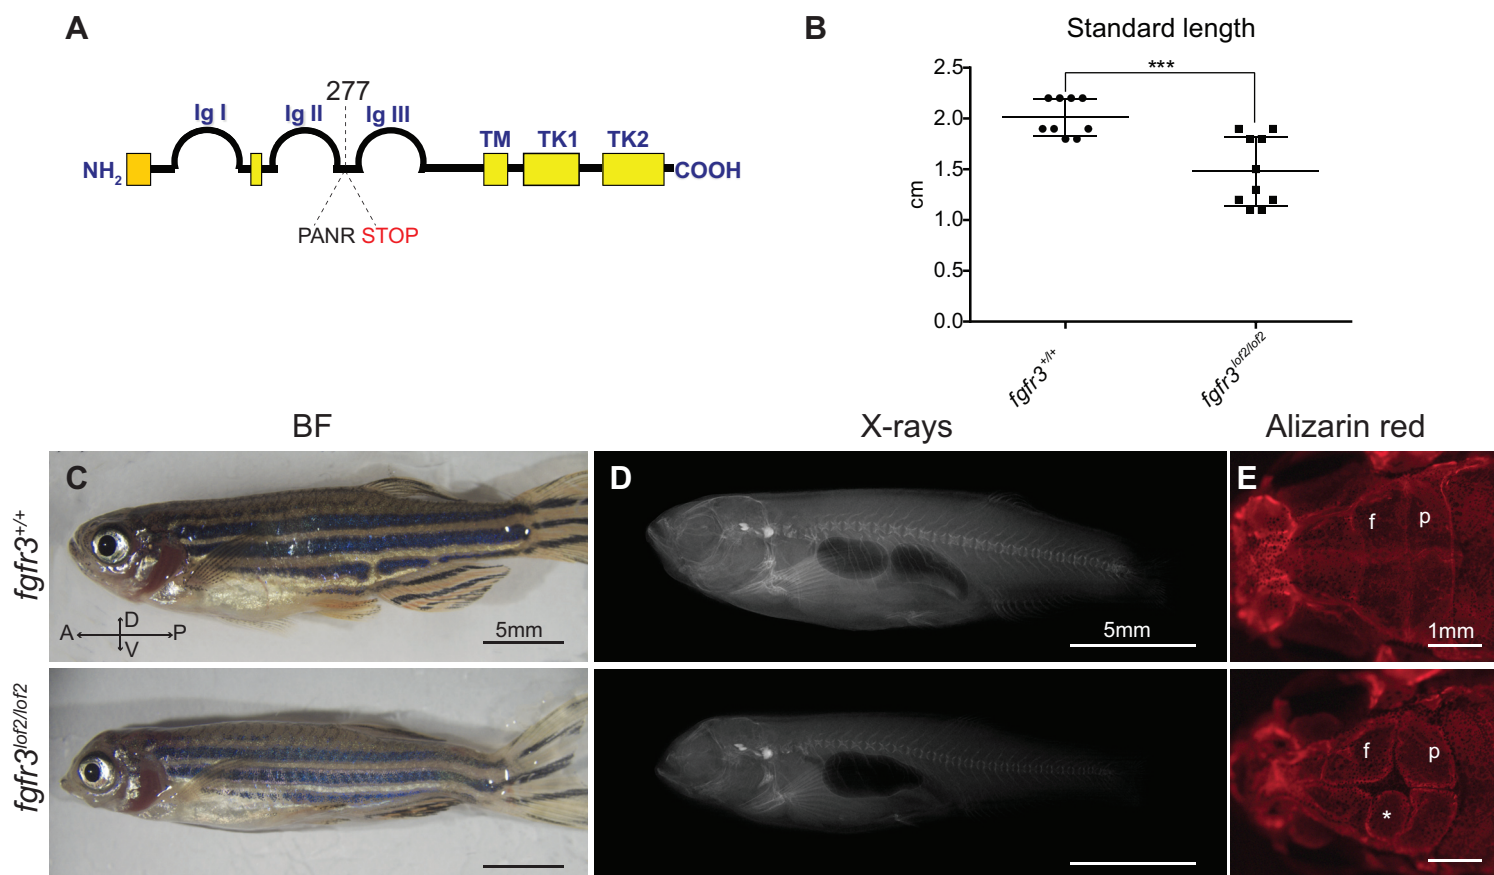 A
277
Ig I
Ig II
Ig III
TM
TK1
TK2
NH2
COOH
PANR STOP
B
Standard length
***
2.5
2.0
1.5
1.0
0.5
0.0
cm
fgfr3+/+
fgfr3lof2/lof2
BF
X-rays
Alizarin red
fgfr3+/+
C
A
D
P
V
5mm
D
5mm
E
f
p
1mm
fgfr3lof2/lof2
f
p
*